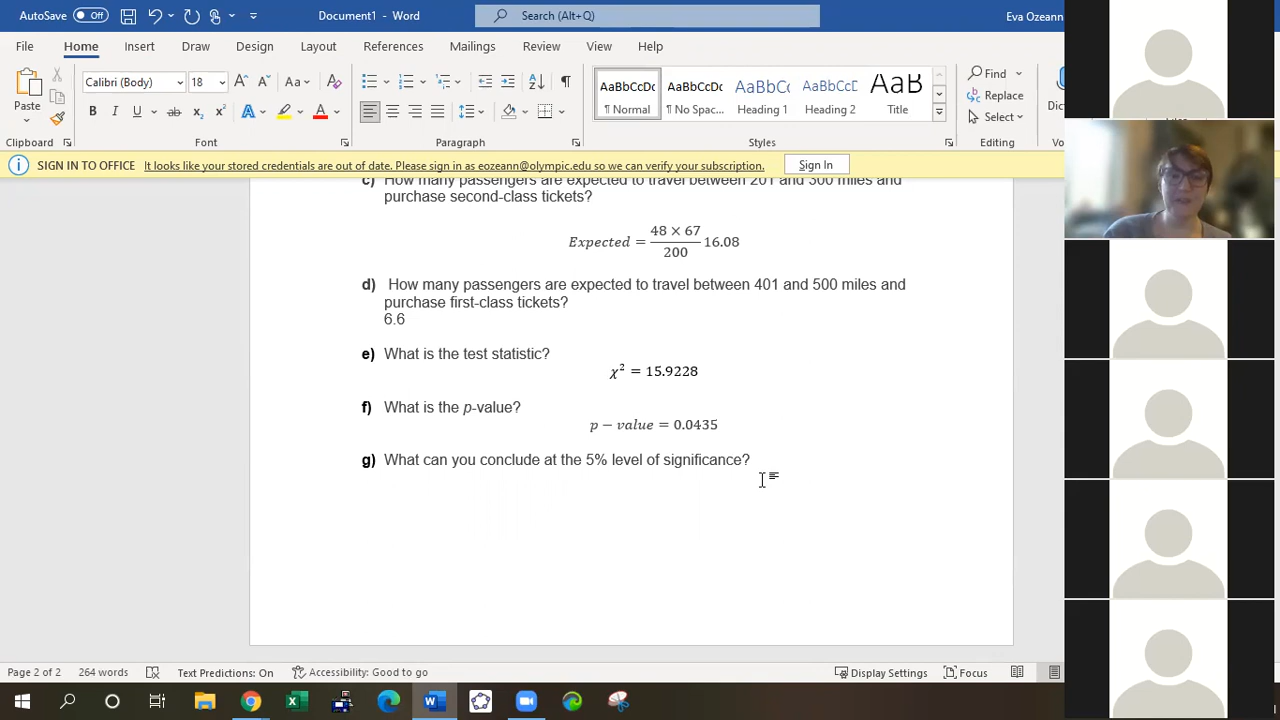 AutoSave Off Document1 - Word Search (Alt+Q) Eva Ozeann
File Home Insert Draw Design Layout References Mailings Review View Help
Paste Calibri (Body) 18 Aa
AaBbCcDc AaBbCcDc AaBbC AaBbCcD AaB
¶ Normal ¶ No Spac... Heading 1 Heading 2 Title
Find
Replace
Select
Dict
B I U ab x₂ x² A A
Clipboard Font Paragraph Styles Editing Vo
SIGN IN TO OFFICE It looks like your stored credentials are out of date. Please sign in as eozeann@olympic.edu so we can verify your subscription. Sign In
c) How many passengers are expected to travel between 201 and 300 miles and
purchase second-class tickets?
Expected = 48 × 67 / 200 16.08
d) How many passengers are expected to travel between 401 and 500 miles and
purchase first-class tickets?
6.6
e) What is the test statistic?
χ² = 15.9228
f) What is the p-value?
p − value = 0.0435
g) What can you conclude at the 5% level of significance?
Page 2 of 2 264 words Text Predictions: On Accessibility: Good to go Display Settings Focus